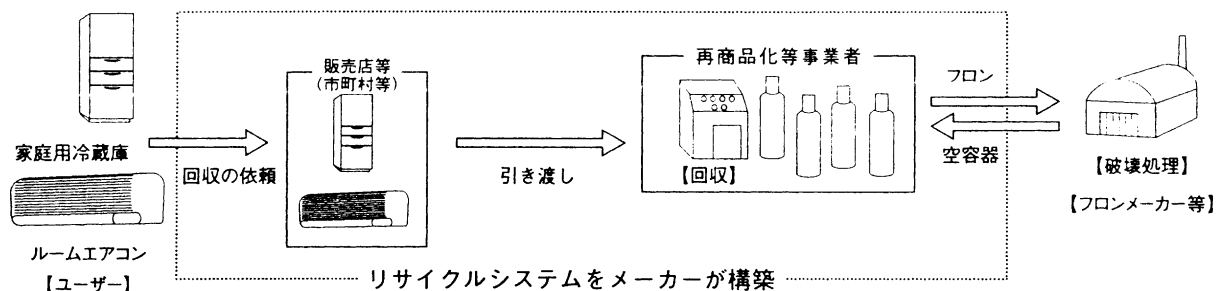 家庭用冷蔵庫
ルームエアコン
【ユーザー】
回収の依頼
販売店等
(市町村等)
引き渡し
再商品化等事業者
【回収】
フロン
空容器
【破壊処理】
【フロンメーカー等】
リサイクルシステムをメーカーが構築